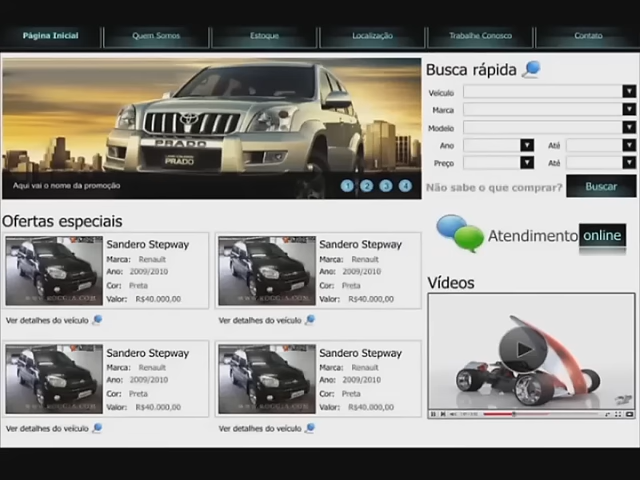 Página Inicial
Quem Somos
Estoque
Localização
Trabalhe Conosco
Contato
PRADO
PRADO
Aqui vai o nome da promoção
1 2 3 4
Busca rápida
Veículo
Marca
Modelo
Ano
Até
Preço
Até
Não sabe o que comprar?
Buscar
Atendimento online
Ofertas especiais
Sandero Stepway
Marca: Renault
Ano: 2009/2010
Cor: Preta
Valor: R$40.000,00
Ver detalhes do veículo
Sandero Stepway
Marca: Renault
Ano: 2009/2010
Cor: Preta
Valor: R$40.000,00
Ver detalhes do veículo
Sandero Stepway
Marca: Renault
Ano: 2009/2010
Cor: Preta
Valor: R$40.000,00
Ver detalhes do veículo
Sandero Stepway
Marca: Renault
Ano: 2009/2010
Cor: Preta
Valor: R$40.000,00
Ver detalhes do veículo
Vídeos